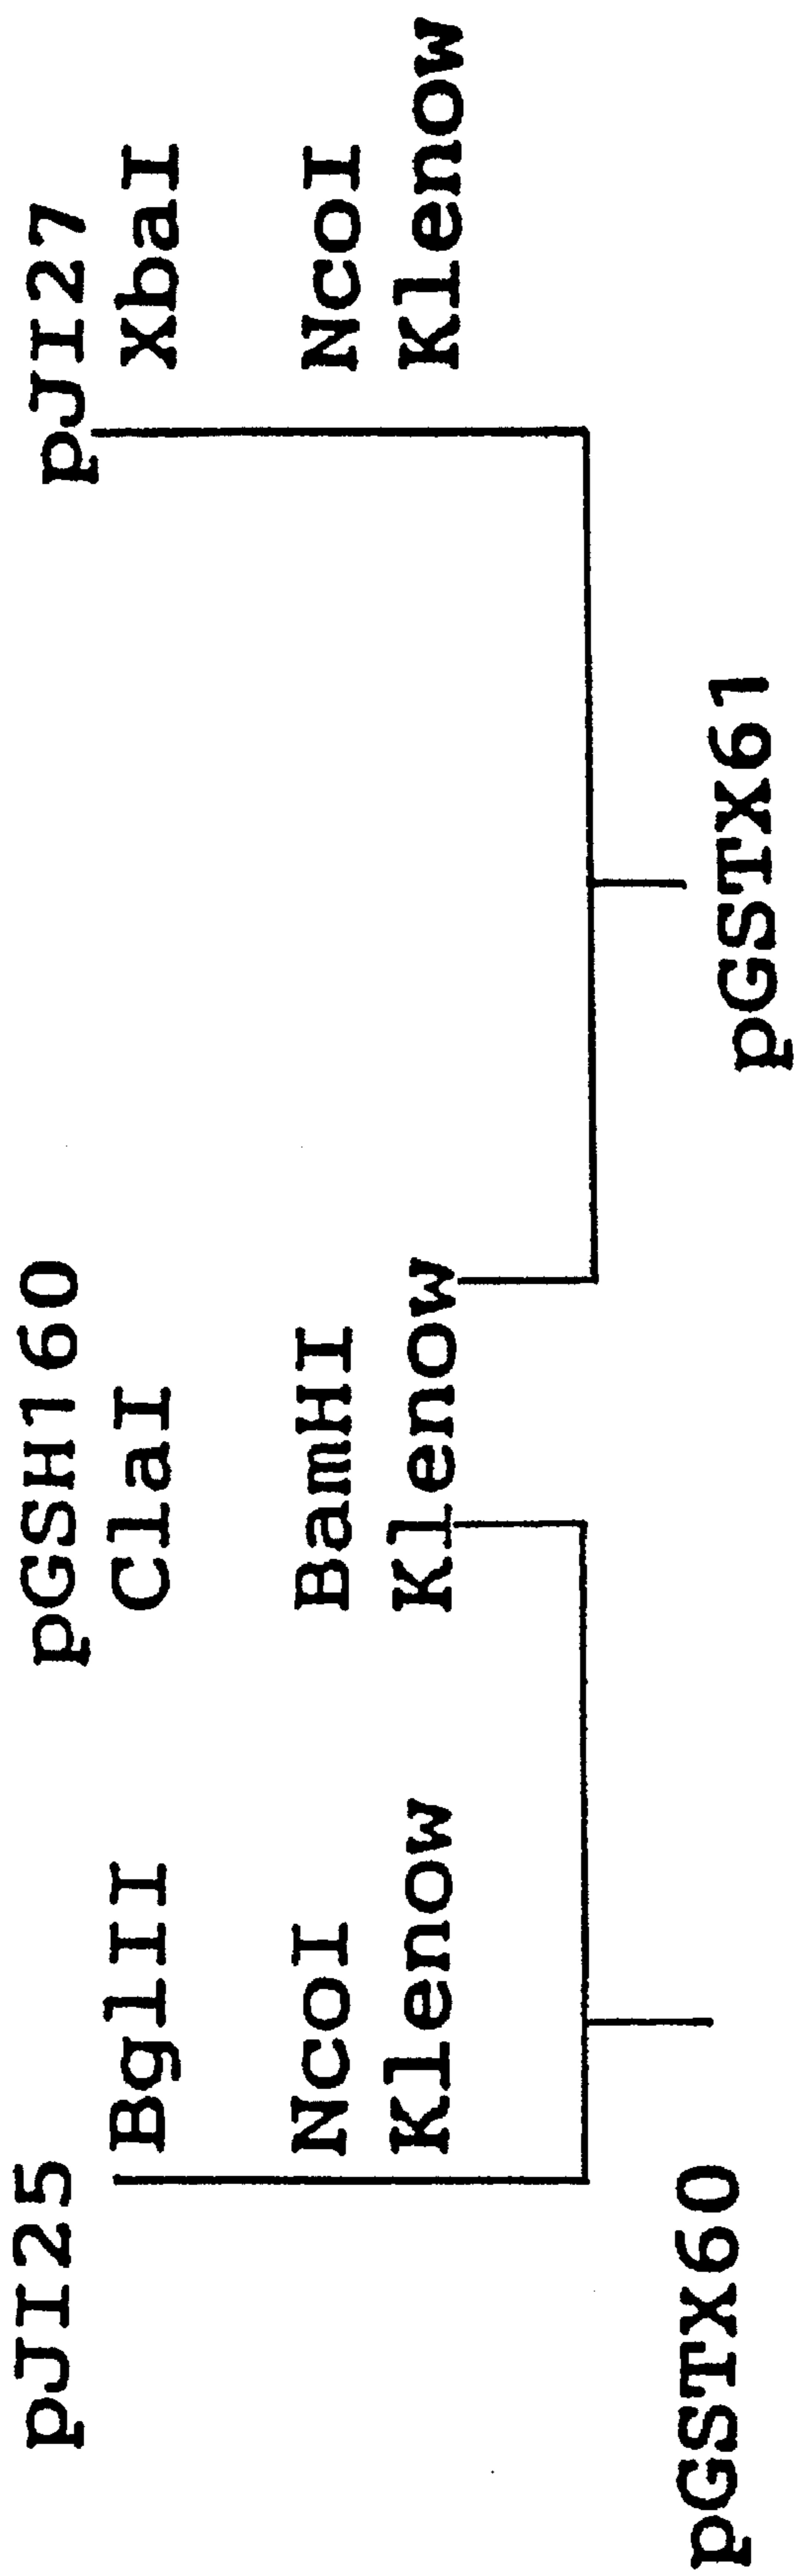 pJI25
BglII
NcoI
Klenow
pGSH160
ClaI
BamHI
Klenow
pJI27
XbaI
NcoI
Klenow
pGSTX60
pGSTX61